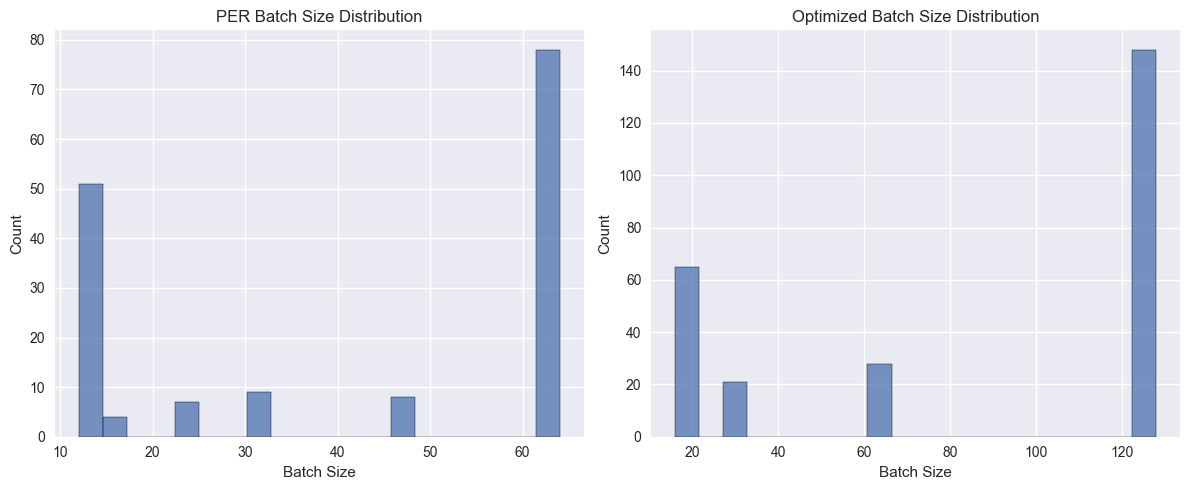 PER Batch Size Distribution
80
70
60
50
40
30
20
10
0
Count
10 20 30 40 50 60
Batch Size
Optimized Batch Size Distribution
140
120
100
80
60
40
20
0
Count
20 40 60 80 100 120
Batch Size